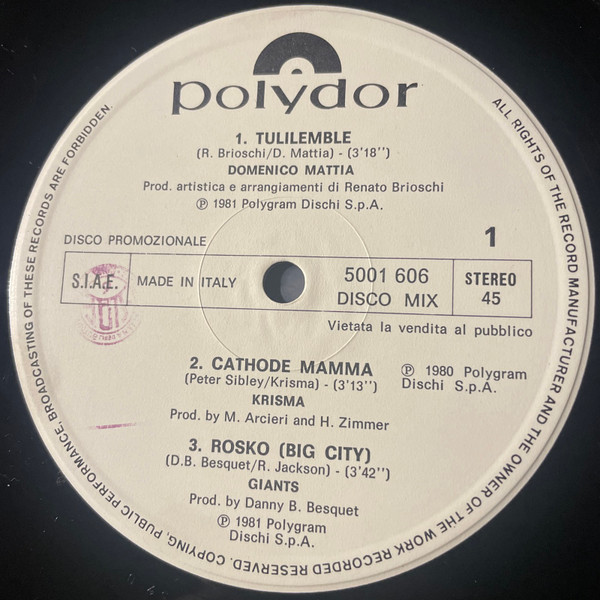 polydor
1. TULILEMBLE
(R. Brioschi/D. Mattia) - (3'18'')
DOMENICO MATTIA
Prod. artistica e arrangiamenti di Renato Brioschi
℗ 1981 Polygram Dischi S.p.A.
DISCO PROMOZIONALE
1
S.I.A.E.
MADE IN ITALY
5001 606
DISCO MIX
STEREO
45
Vietata la vendita al pubblico
2. CATHODE MAMMA
(Peter Sibley/Krisma) - (3'13'')
KRISMA
Prod. by M. Arcieri and H. Zimmer
℗ 1980 Polygram
Dischi S.p.A.
3. ROSKO (BIG CITY)
(D.B. Besquet/R. Jackson) - (3'42'')
GIANTS
Prod. by Danny B. Besquet
℗ 1981 Polygram
Dischi S.p.A.
ALL RIGHTS OF THE RECORD MANUFACTURER AND THE OWNER OF THE WORK RECORDED RESERVED. COPYING, PUBLIC PERFORMANCE, BROADCASTING OF THESE RECORDS ARE FORBIDDEN.